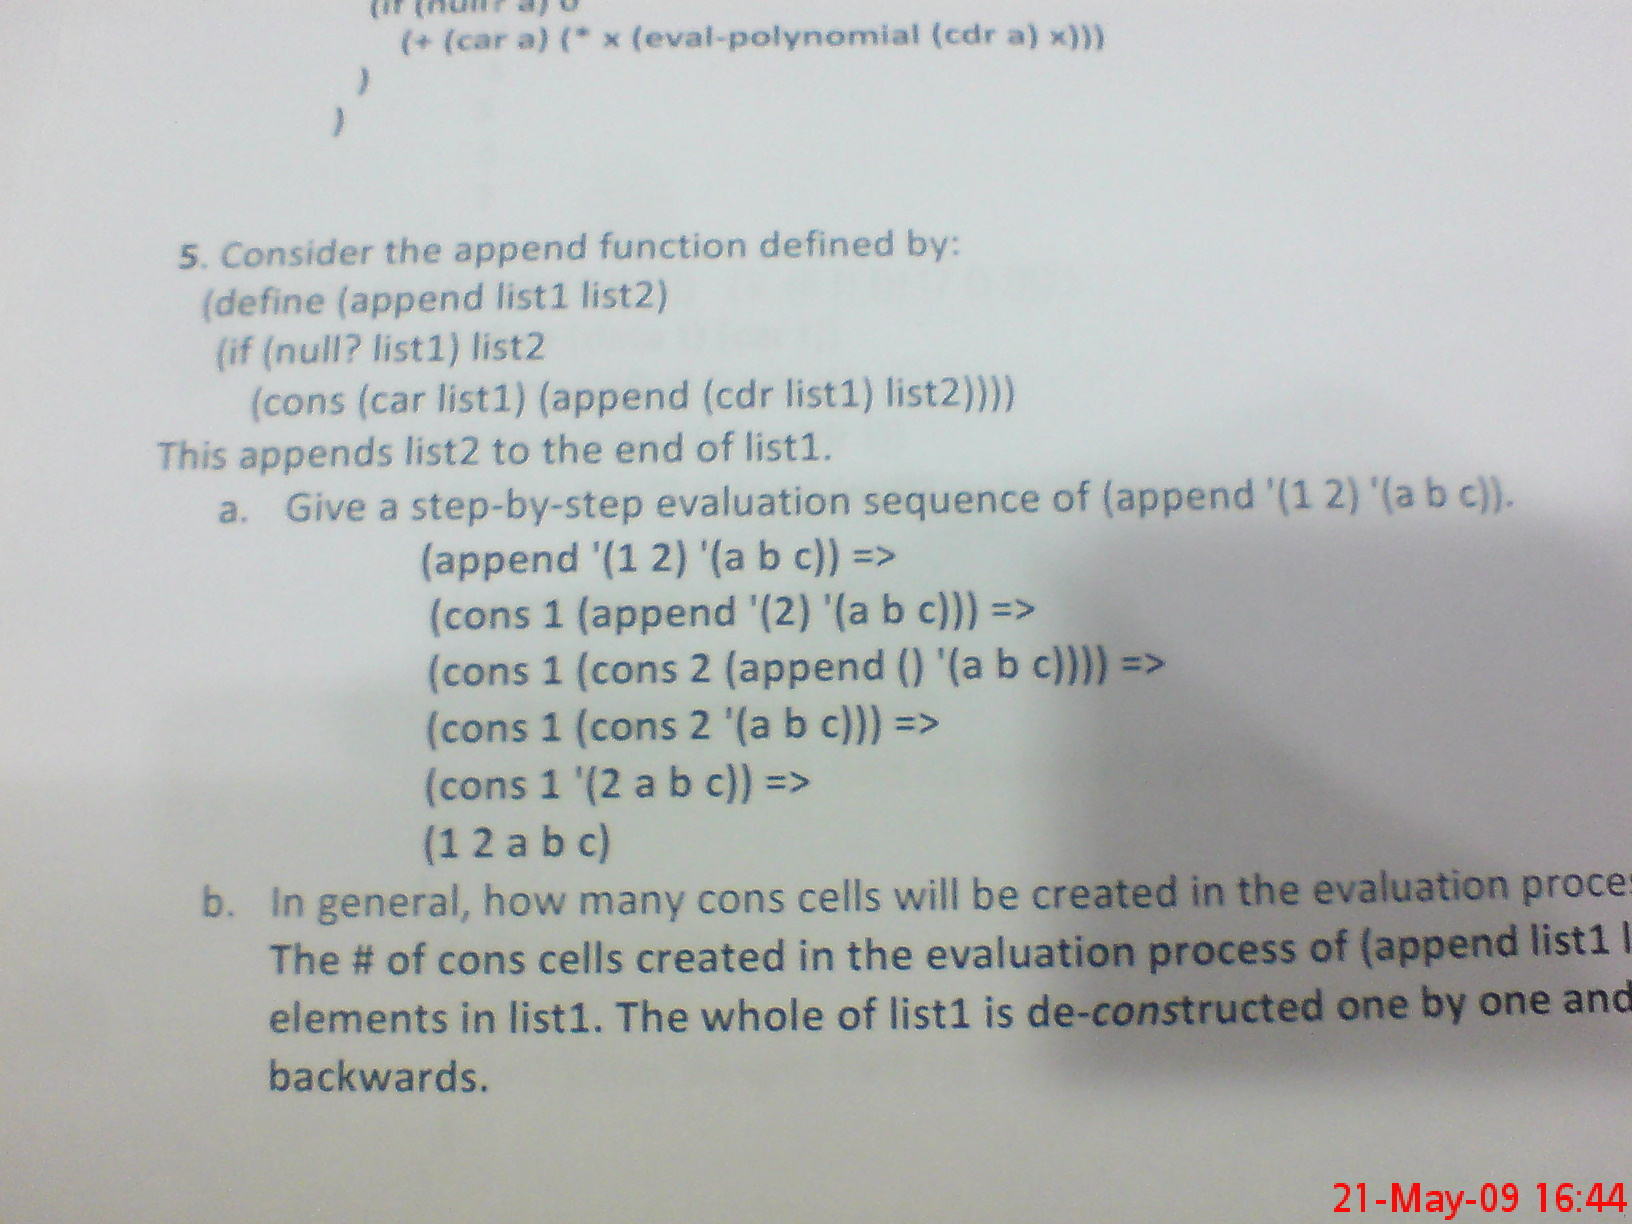 (if (null? a) 0
(+ (car a) (* x (eval-polynomial (cdr a) x)))
)
)
5. Consider the append function defined by:
(define (append list1 list2)
(if (null? list1) list2
(cons (car list1) (append (cdr list1) list2))))
This appends list2 to the end of list1.
a. Give a step-by-step evaluation sequence of (append '(1 2) '(a b c)).
(append '(1 2) '(a b c)) =>
(cons 1 (append '(2) '(a b c))) =>
(cons 1 (cons 2 (append () '(a b c)))) =>
(cons 1 (cons 2 '(a b c))) =>
(cons 1 '(2 a b c)) =>
(1 2 a b c)
b. In general, how many cons cells will be created in the evaluation
The # of cons cells created in the evaluation process of (append list1
elements in list1. The whole of list1 is de-constructed one by one and
backwards.
21-May-09 16:44